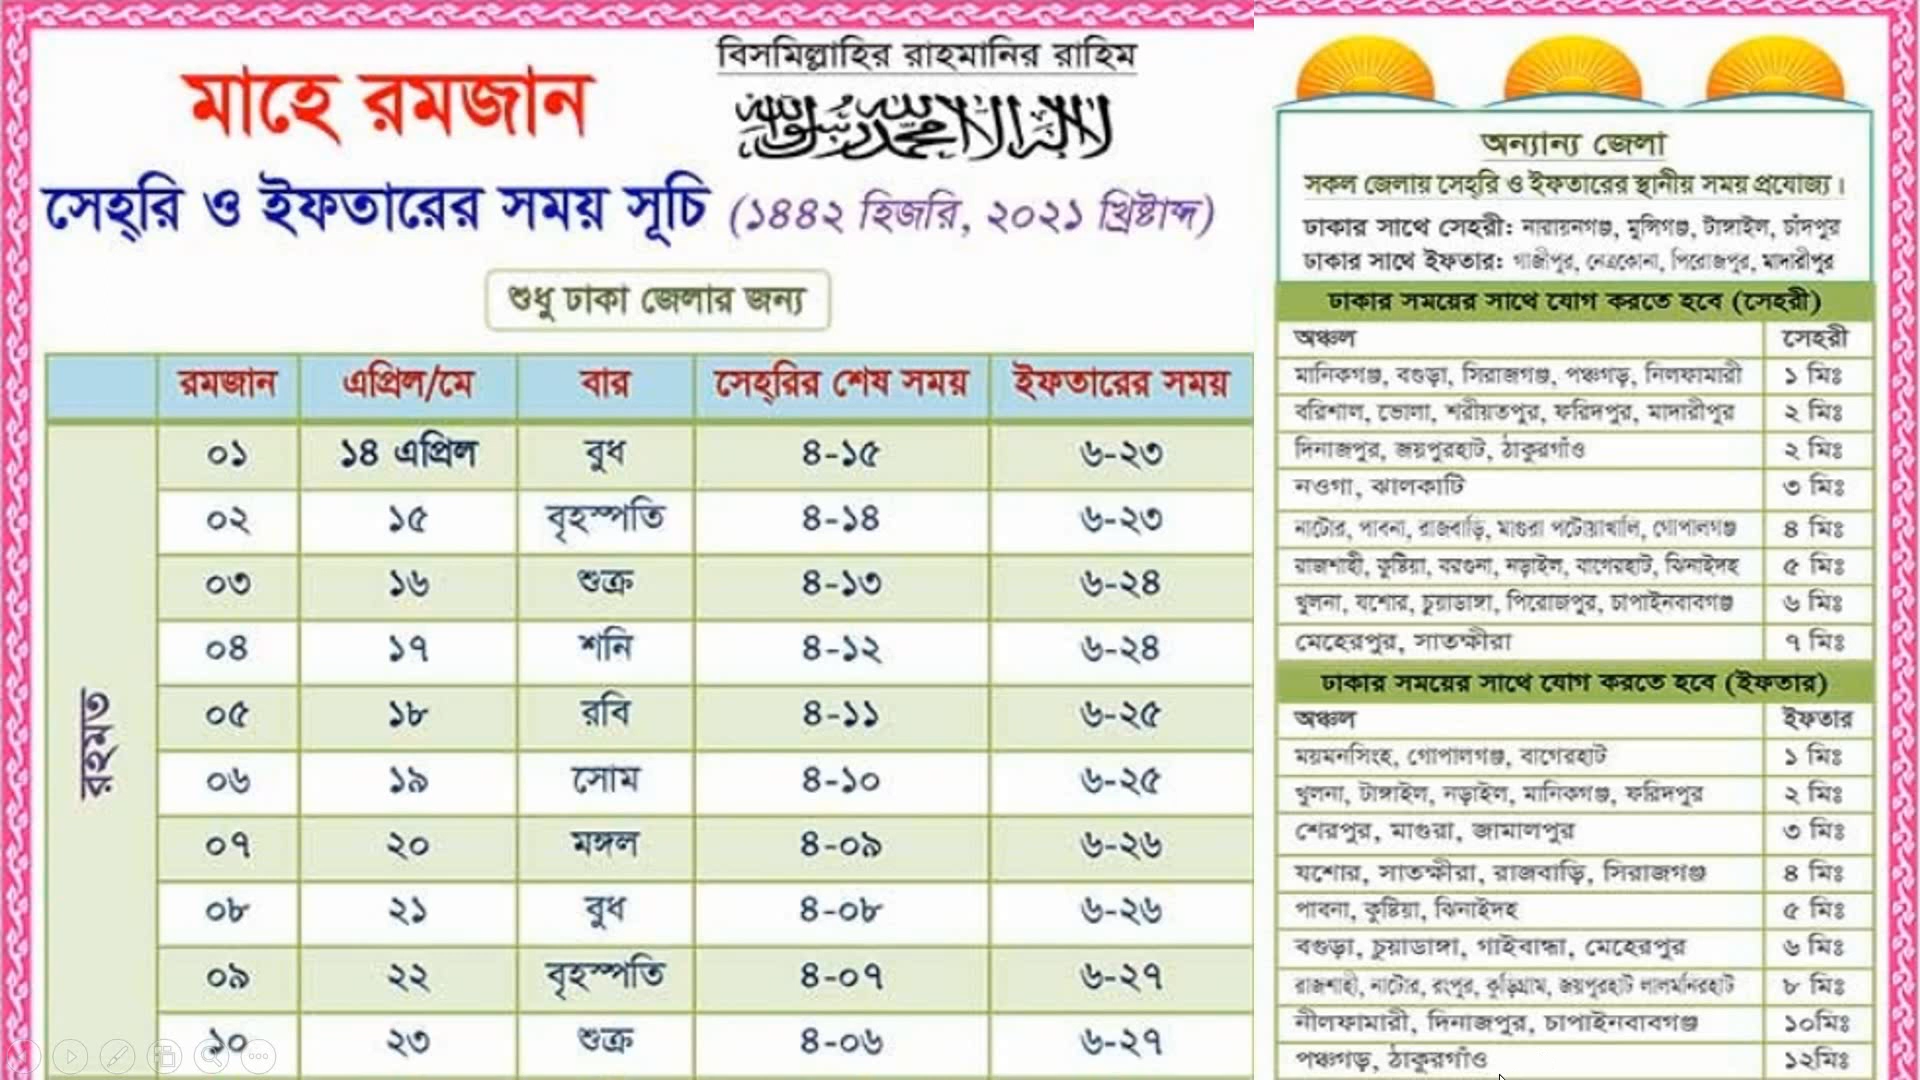 বিসমিল্লাহির রাহমানির রাহিম
মাহে রমজান
لا إله إلا الله محمد رسول الله
সেহ্‌রি ও ইফতারের সময় সূচি (১৪৪২ হিজরি, ২০২১ খ্রিষ্টাব্দ)
শুধু ঢাকা জেলার জন্য
রমজান এপ্রিল/মে বার সেহ্‌রির শেষ সময় ইফতারের সময়
রহমত
০১ ১৪ এপ্রিল বুধ ৪-১৫ ৬-২৩
০২ ১৫ বৃহস্পতি ৪-১৪ ৬-২৩
০৩ ১৬ শুক্র ৪-১৩ ৬-২৪
০৪ ১৭ শনি ৪-১২ ৬-২৪
০৫ ১৮ রবি ৪-১১ ৬-২৫
০৬ ১৯ সোম ৪-১০ ৬-২৫
০৭ ২০ মঙ্গল ৪-০৯ ৬-২৬
০৮ ২১ বুধ ৪-০৮ ৬-২৬
০৯ ২২ বৃহস্পতি ৪-০৭ ৬-২৭
১০ ২৩ শুক্র ৪-০৬ ৬-২৭
অন্যান্য জেলা
সকল জেলায় সেহ্‌রি ও ইফতারের স্থানীয় সময় প্রযোজ্য।
ঢাকার সাথে সেহরী: নারায়নগঞ্জ, মুন্সিগঞ্জ, টাঙ্গাইল, চাঁদপুর
ঢাকার সাথে ইফতার: গাজীপুর, নেত্রকোনা, পিরোজপুর, মাদারীপুর
ঢাকার সময়ের সাথে যোগ করতে হবে (সেহরী)
অঞ্চল সেহরী
মানিকগঞ্জ, বগুড়া, সিরাজগঞ্জ, পঞ্চগড়, নিলফামারী ১ মিঃ
বরিশাল, ভোলা, শরীয়তপুর, ফরিদপুর, মাদারীপুর ২ মিঃ
দিনাজপুর, জয়পুরহাট, ঠাকুরগাঁও ২ মিঃ
নওগা, ঝালকাটি ৩ মিঃ
নাটোর, পাবনা, রাজবাড়ি, মাগুরা পটোয়াখালি, গোপালগঞ্জ ৪ মিঃ
রাজশাহী, কুষ্টিয়া, বরগুনা, নড়াইল, বাগেরহাট, ঝিনাইদহ ৫ মিঃ
খুলনা, যশোর, চুয়াডাঙ্গা, পিরোজপুর, চাপাইনবাবগঞ্জ ৬ মিঃ
মেহেরপুর, সাতক্ষীরা ৭ মিঃ
ঢাকার সময়ের সাথে যোগ করতে হবে (ইফতার)
অঞ্চল ইফতার
ময়মনসিংহ, গোপালগঞ্জ, বাগেরহাট ১ মিঃ
খুলনা, টাঙ্গাইল, নড়াইল, মানিকগঞ্জ, ফরিদপুর ২ মিঃ
শেরপুর, মাগুরা, জামালপুর ৩ মিঃ
যশোর, সাতক্ষীরা, রাজবাড়ি, সিরাজগঞ্জ ৪ মিঃ
পাবনা, কুষ্টিয়া, ঝিনাইদহ ৫ মিঃ
বগুড়া, চুয়াডাঙ্গা, গাইবান্ধা, মেহেরপুর ৬ মিঃ
রাজশাহী, নাটোর, রংপুর, কুড়িগ্রাম, জয়পুরহাট লালমনিরহাট ৮ মিঃ
নীলফামারী, দিনাজপুর, চাপাইনবাবগঞ্জ ১০মিঃ
পঞ্চগড়, ঠাকুরগাঁও ১২মিঃ